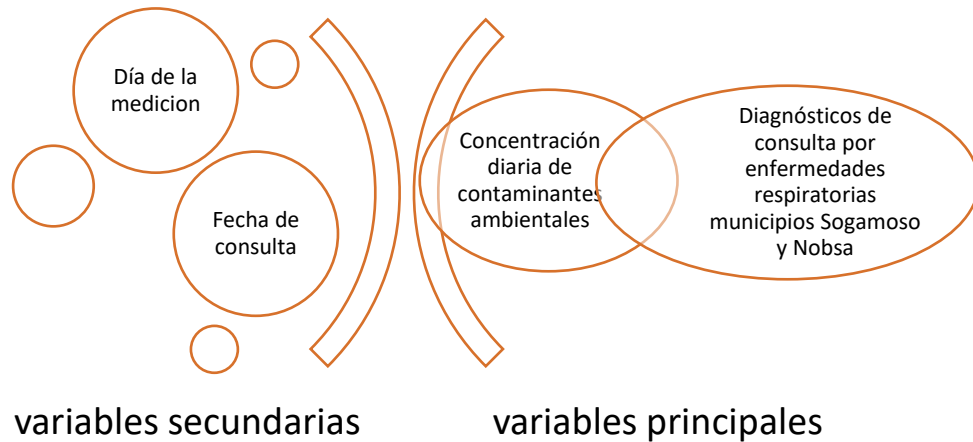 Día de la
medicion
Fecha de
consulta
Concentración
diaria de
contaminantes
ambientales
Diagnósticos de
consulta por
enfermedades
respiratorias
municipios Sogamoso
y Nobsa
variables secundarias
variables principales